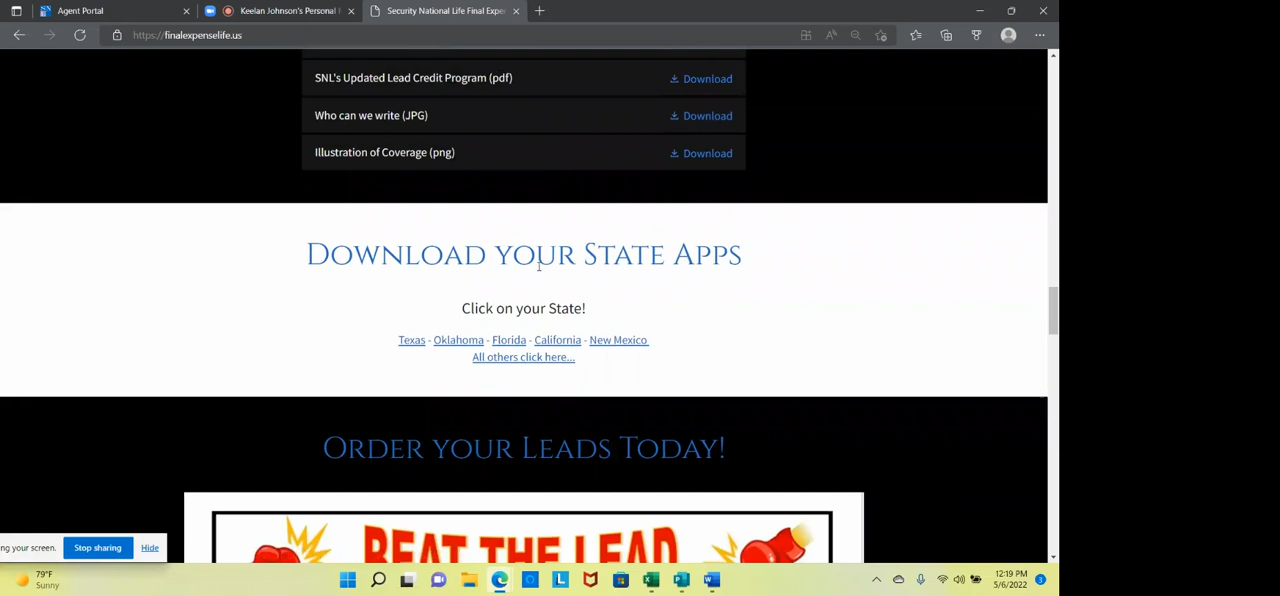 Agent Portal
Keelan Johnson's Personal
Security National Life Final Expe
https://finalexpenselife.us
SNL's Updated Lead Credit Program (pdf) Download
Who can we write (JPG) Download
Illustration of Coverage (png) Download
Download your State Apps
Click on your State!
Texas - Oklahoma - Florida - California - New Mexico
All others click here...
Order your Leads Today!
BEAT THE LEAD
ng your screen. Stop sharing Hide
79°F
Sunny
12:19 PM
5/6/2022
3